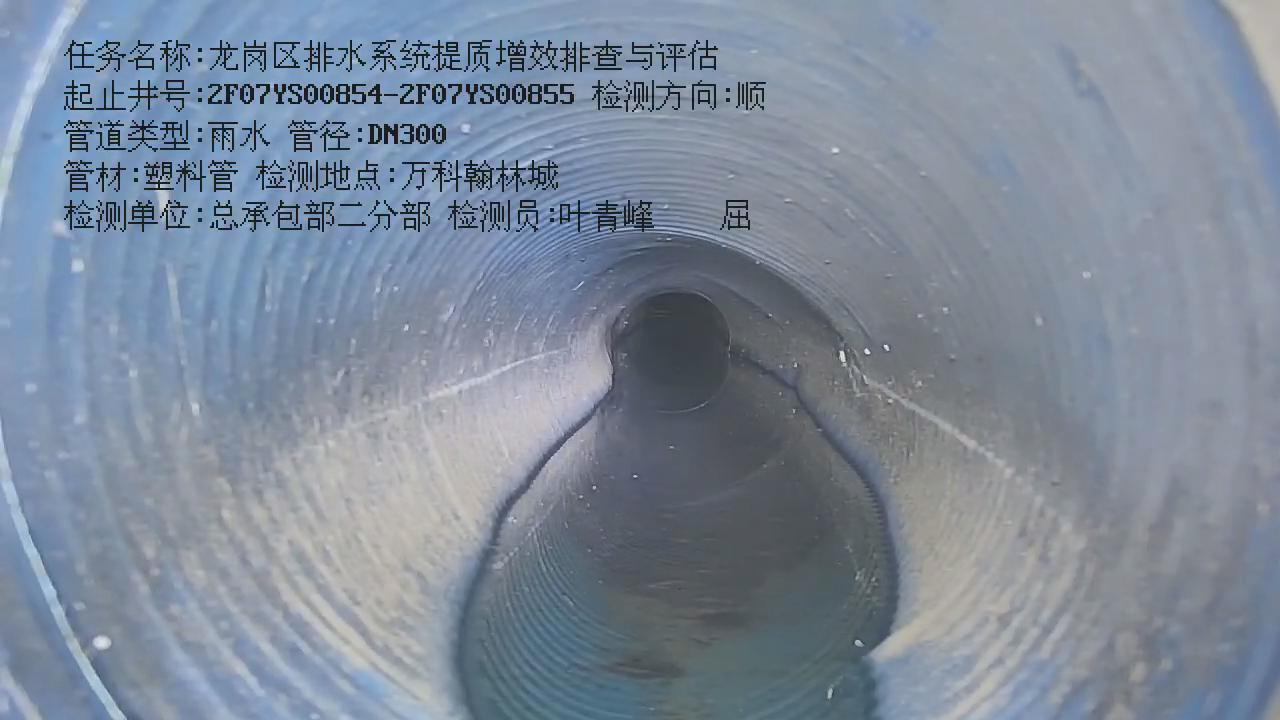 任务名称:龙岗区排水系统提质增效排查与评估
起止井号:2F07YS00854-2F07YS00855 检测方向:顺
管道类型:雨水 管径:DN300
管材:塑料管 检测地点:万科翰林城
检测单位:总承包部二分部 检测员:叶青峰 屈